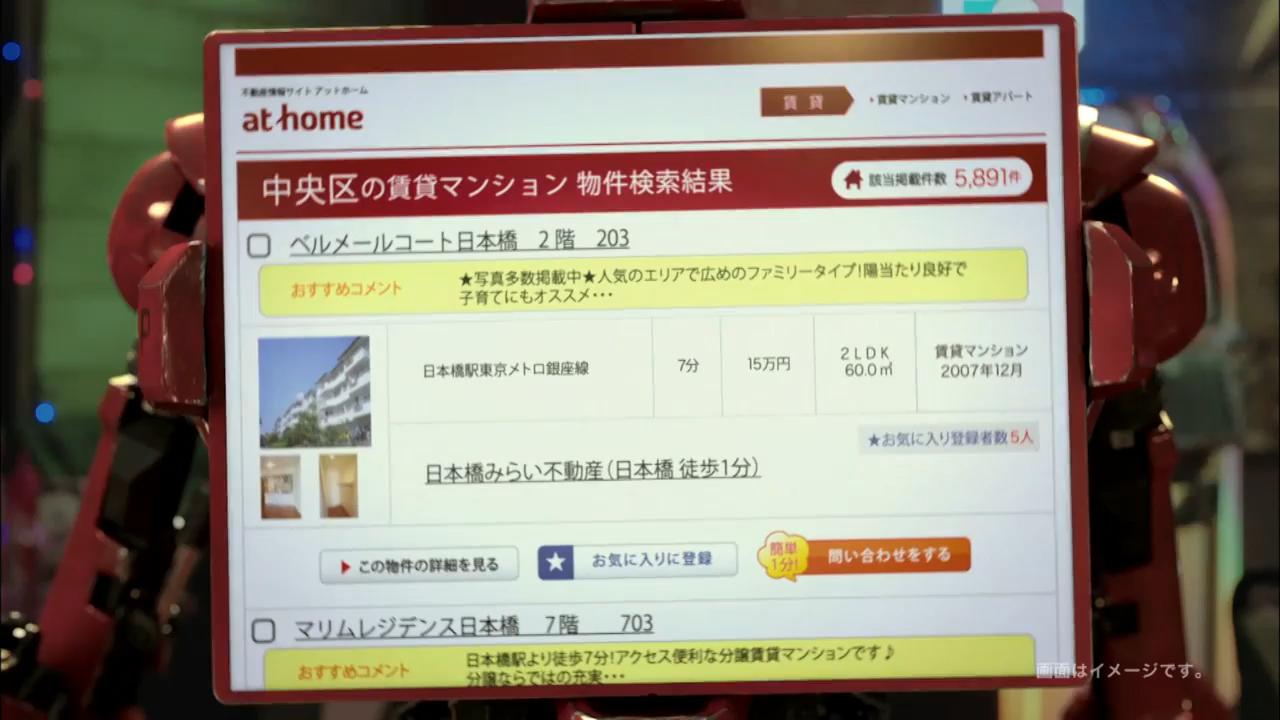 不動産情報サイト アットホーム
at home
賃貸
賃貸マンション
賃貸アパート
中央区の賃貸マンション 物件検索結果
該当掲載件数 5,891件
ベルメールコート日本橋 2階 203
おすすめコメント
★写真多数掲載中★人気のエリアで広めのファミリータイプ!陽当たり良好で
子育てにもオススメ・・・
日本橋駅東京メトロ銀座線
7分
15万円
2LDK
60.0㎡
賃貸マンション
2007年12月
★お気に入り登録者数5人
日本橋みらい不動産(日本橋 徒歩1分)
この物件の詳細を見る
★ お気に入りに登録
簡単
1分!
問い合わせをする
マリムレジデンス日本橋 7階 703
おすすめコメント
日本橋駅より徒歩7分!アクセス便利な分譲賃貸マンションです♪
分譲ならではの充実・・・
画面はイメージです。